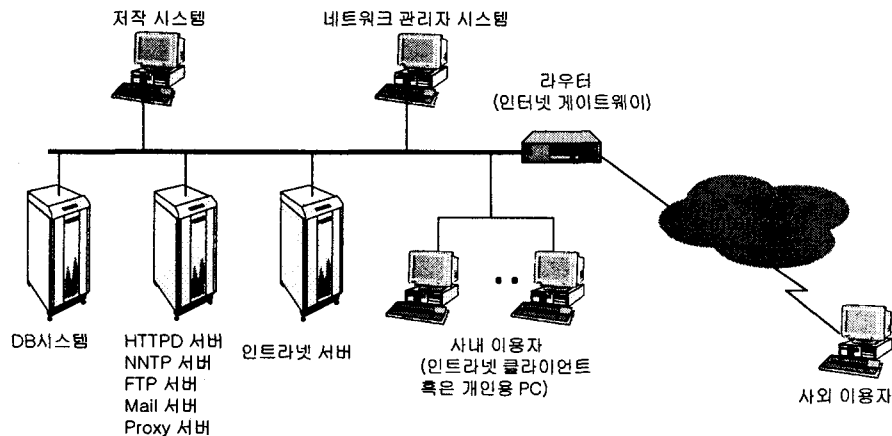 저작 시스템
네트워크 관리자 시스템
라우터
(인터넷 게이트웨이)
DB시스템
HTTPD 서버
NNTP 서버
FTP 서버
Mail 서버
Proxy 서버
인트라넷 서버
사내 이용자
(인트라넷 클라이언트
혹은 개인용 PC)
사외 이용자